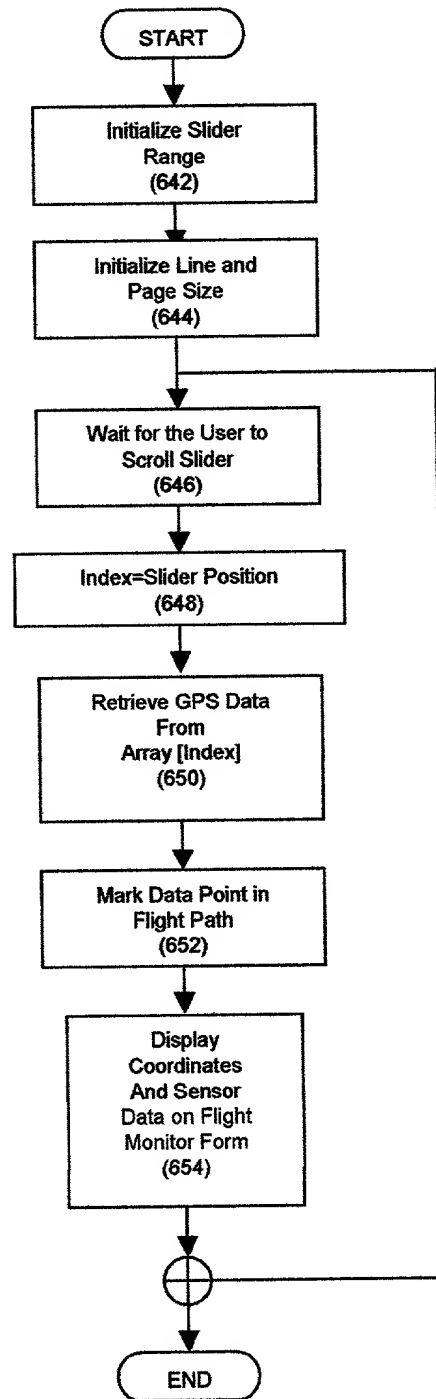 START
Initialize Slider
Range
(642)
Initialize Line and
Page Size
(644)
Wait for the User to
Scroll Slider
(646)
Index=Slider Position
(648)
Retrieve GPS Data
From
Array [Index]
(650)
Mark Data Point in
Flight Path
(652)
Display
Coordinates
And Sensor
Data on Flight
Monitor Form
(654)
END